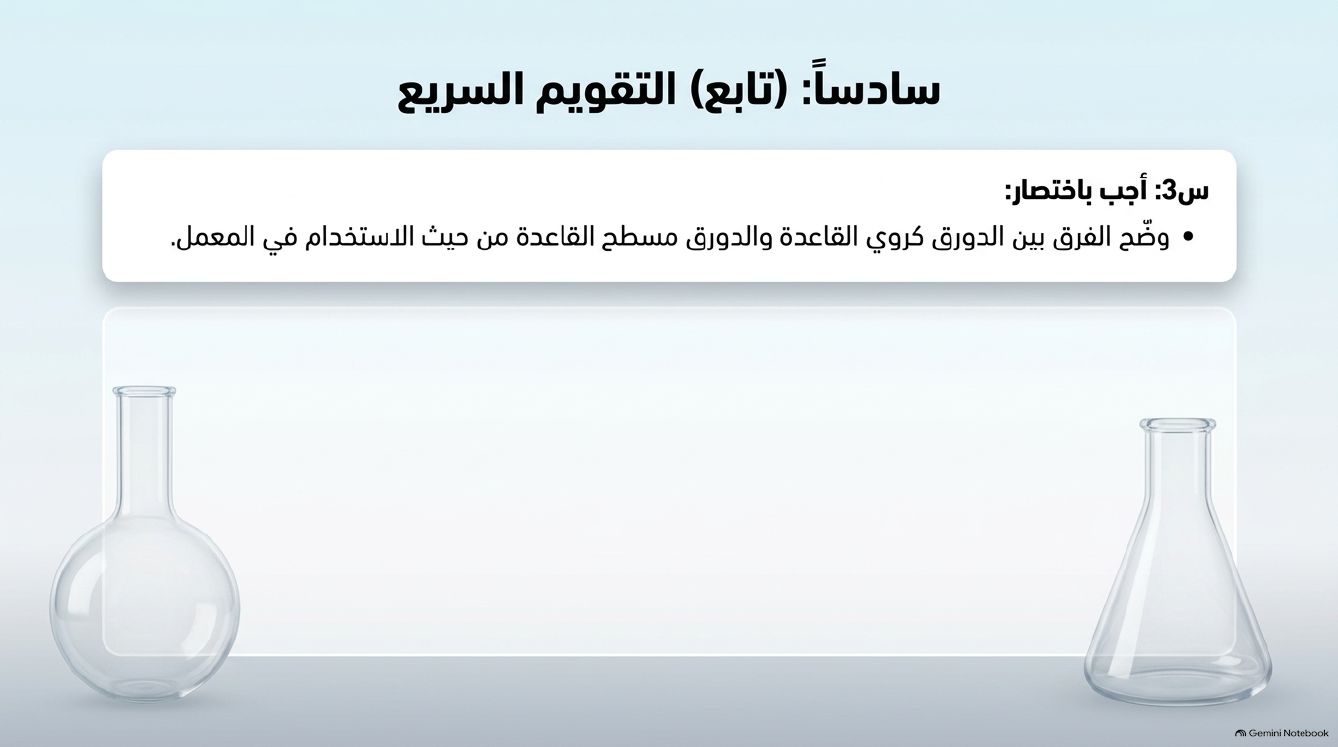 سادساً: (تابع) التقويم السريع
س3: أجب باختصار:
• وضّح الفرق بين الدورق كروي القاعدة والدورق مسطح القاعدة من حيث الاستخدام في المعمل.
Gemini Notebook